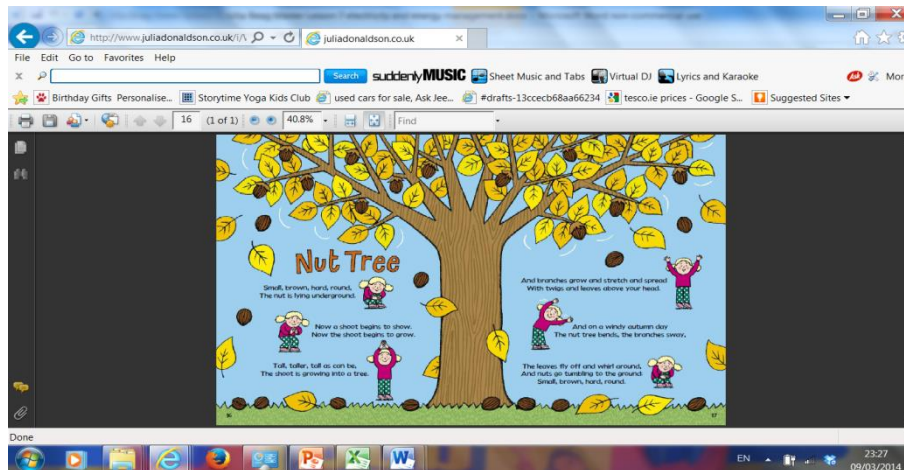 http://www.juliadonaldson.co.uk/i/\
juliadonaldson.co.uk
File Edit Go to Favorites Help
Search suddenlyMUSIC Sheet Music and Tabs Virtual DJ Lyrics and Karaoke Mor
Birthday Gifts Personalise... Storytime Yoga Kids Club used cars for sale, Ask Jee... #drafts-13ccecb68aa66234 tesco.ie prices - Google S... Suggested Sites
16 (1 of 1) 40.8% Find
Nut Tree
Small, brown, hard, round,
The nut is lying underground.
Now a shoot begins to show.
Now the shoot begins to grow.
Tall, taller, tall as can be,
The shoot is growing into a tree.
And branches grow and stretch and spread
With twigs and leaves above your head.
And on a windy autumn day
The nut tree bends, the branches sway,
The leaves fly off and whirl around,
And nuts go tumbling to the ground
Small, brown, hard, round.
16
17
Done
EN
23:27
09/03/2014